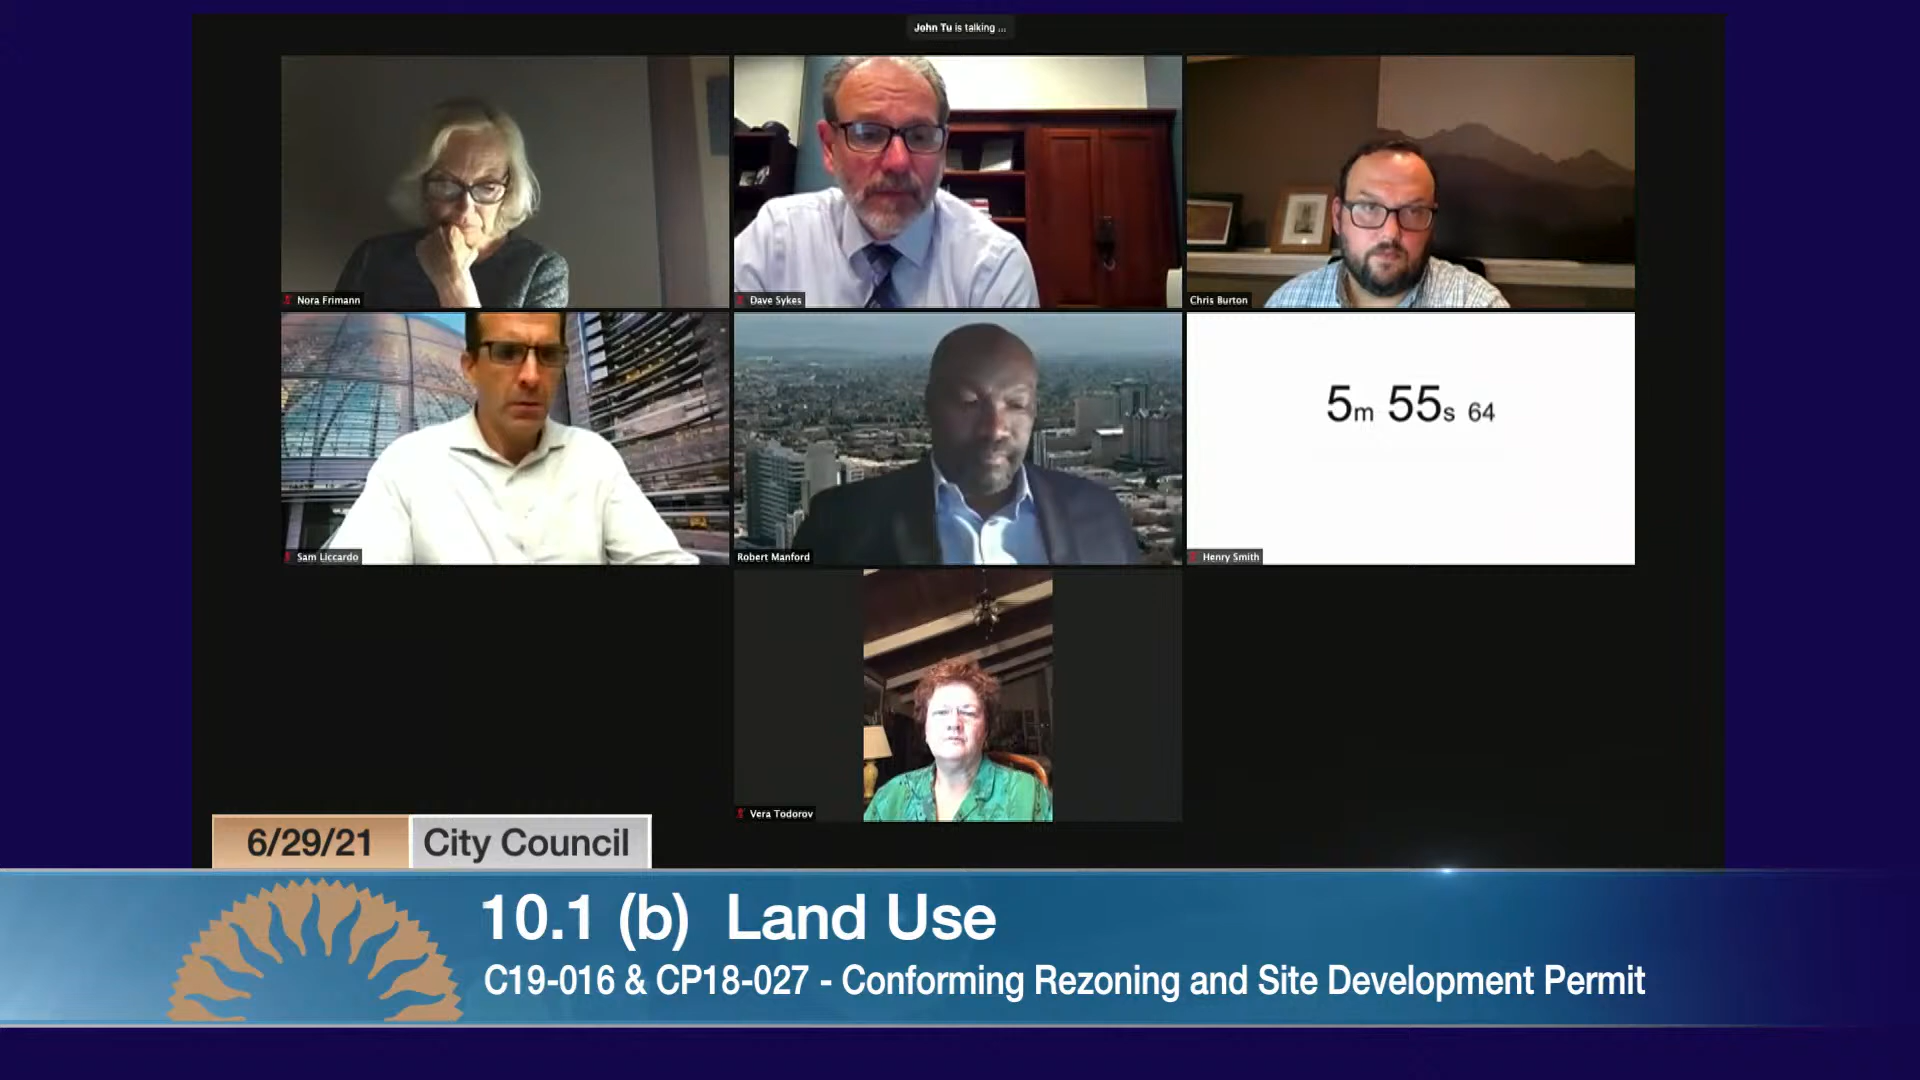 John Tu is talking ...
Nora Frimann
Dave Sykes
Chris Burton
5m 55s 64
Sam Liccardo
Robert Manford
Henry Smith
Vera Todorov
6/29/21 City Council
10.1 (b) Land Use
C19-016 & CP18-027 - Conforming Rezoning and Site Development Permit